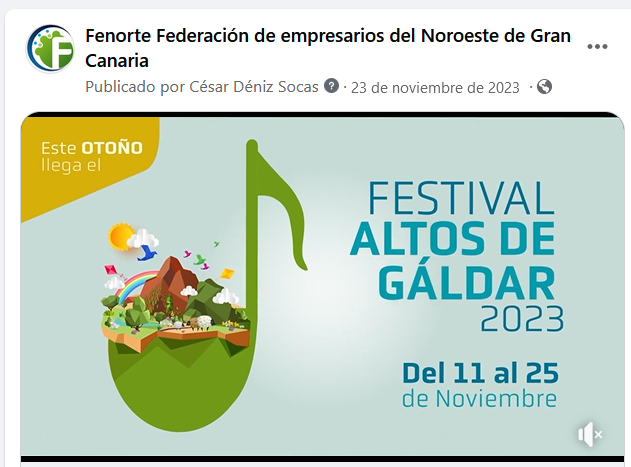 Fenorte Federación de empresarios del Noroeste de Gran
Canaria
Publicado por César Déniz Socas ? · 23 de noviembre de 2023 ·
Este OTOÑO
llega el
FESTIVAL
ALTOS DE
GÁLDAR
2023
Del 11 al 25
de Noviembre